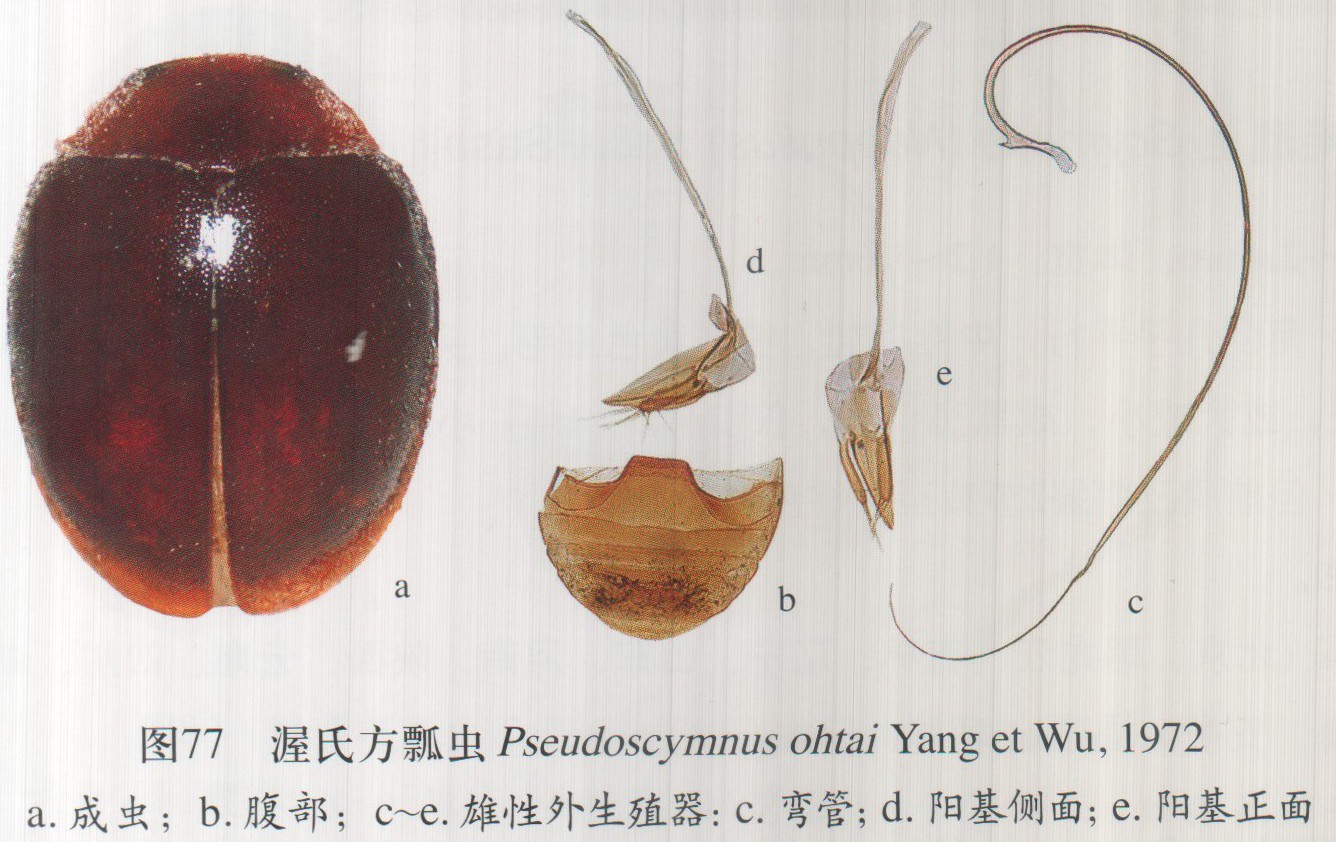 d
e
a
b
c
图77 渥氏方瓢虫 Pseudoscymnus ohtai Yang et Wu, 1972
a. 成虫；b. 腹部；c~e. 雄性外生殖器: c. 弯管; d. 阳基侧面; e. 阳基正面